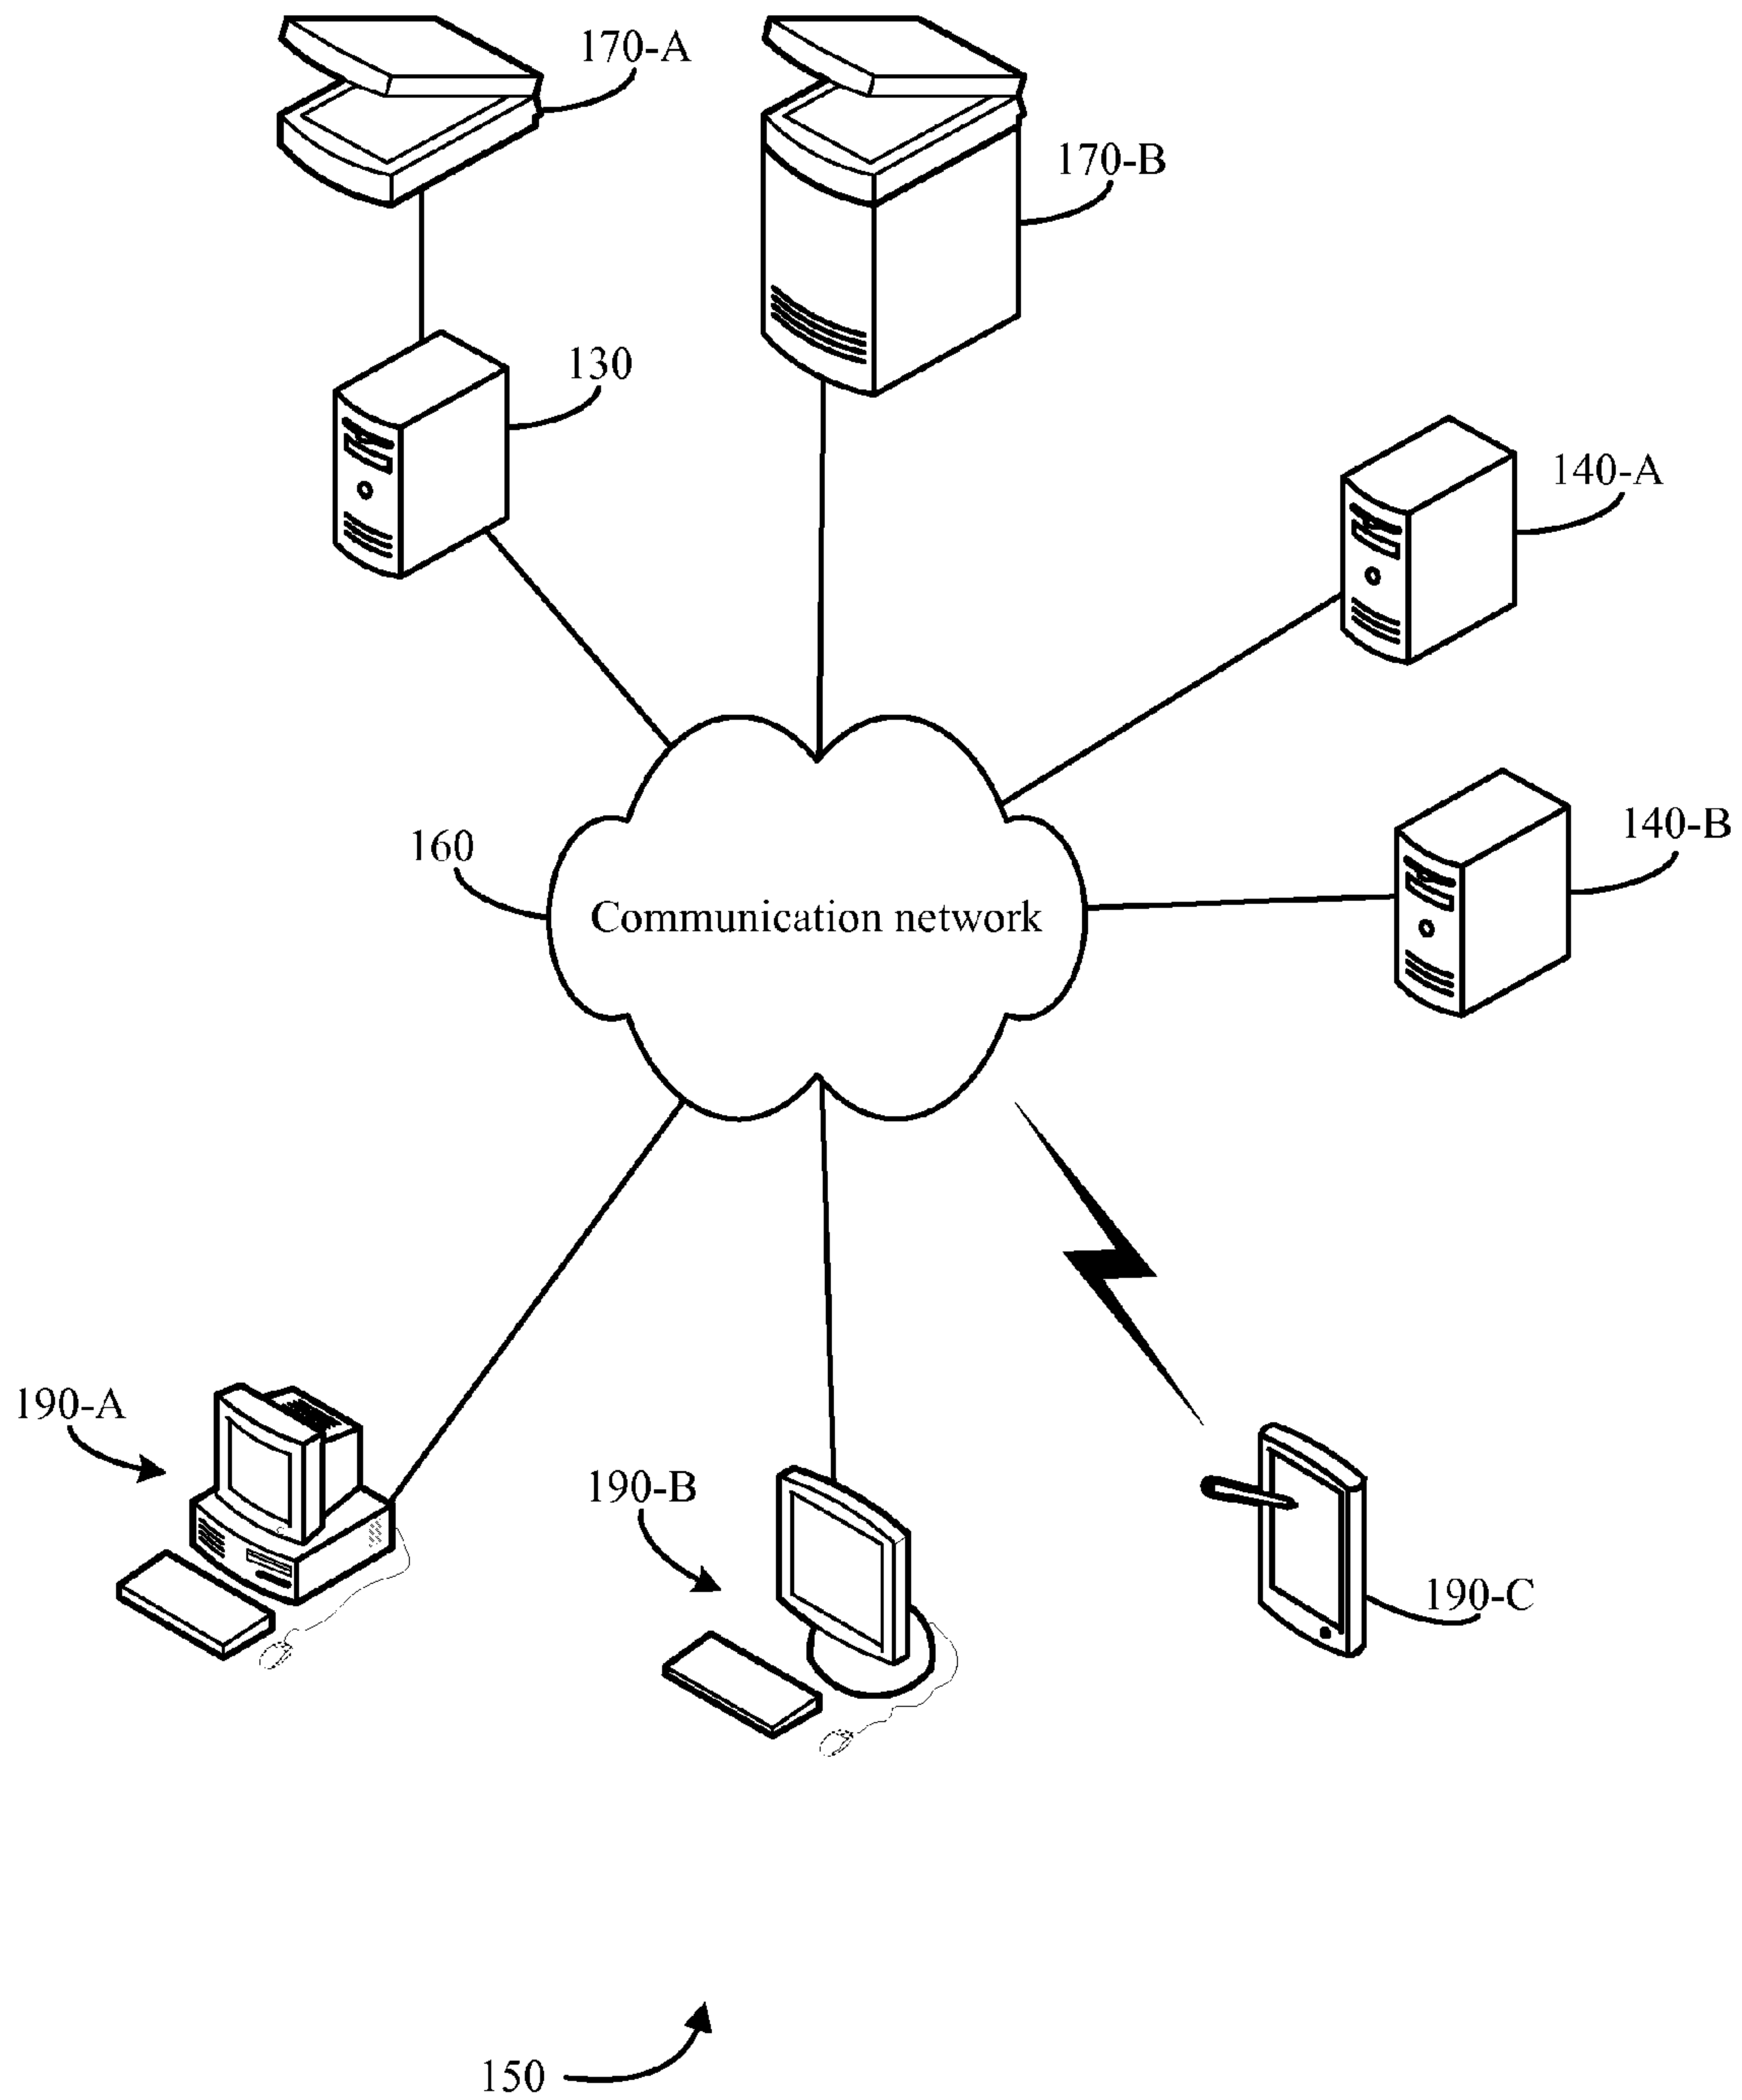 170-A
170-B
130
140-A
140-B
160
Communication network
190-A
190-B
190-C
150